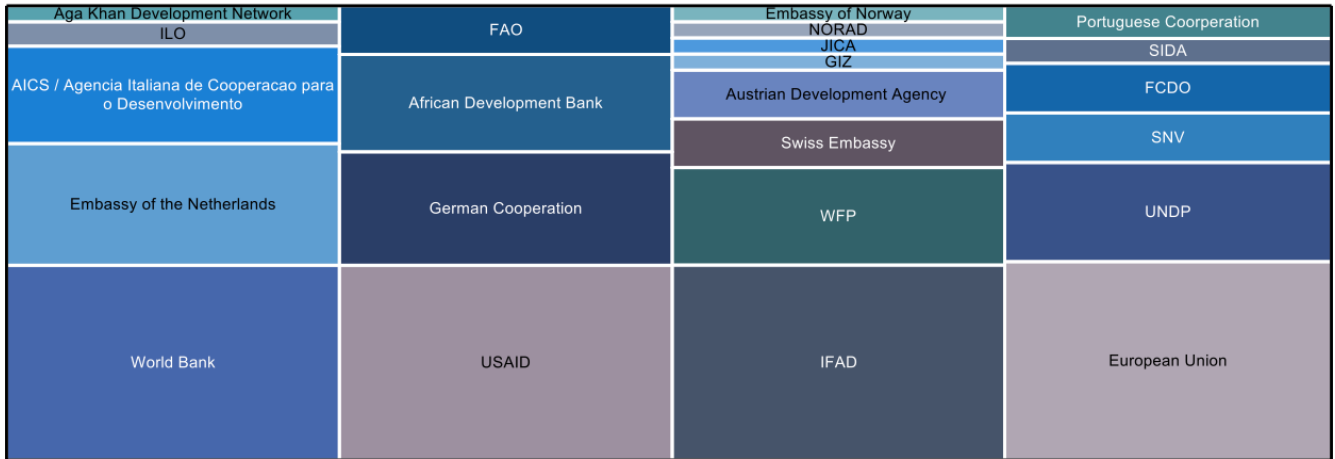 Aga Khan Development Network
ILO
AICS / Agencia Italiana de Cooperacao para
o Desenvolvimento
Embassy of the Netherlands
World Bank
FAO
African Development Bank
German Cooperation
USAID
Embassy of Norway
NORAD
JICA
GIZ
Austrian Development Agency
Swiss Embassy
WFP
IFAD
Portuguese Coorperation
SIDA
FCDO
SNV
UNDP
European Union